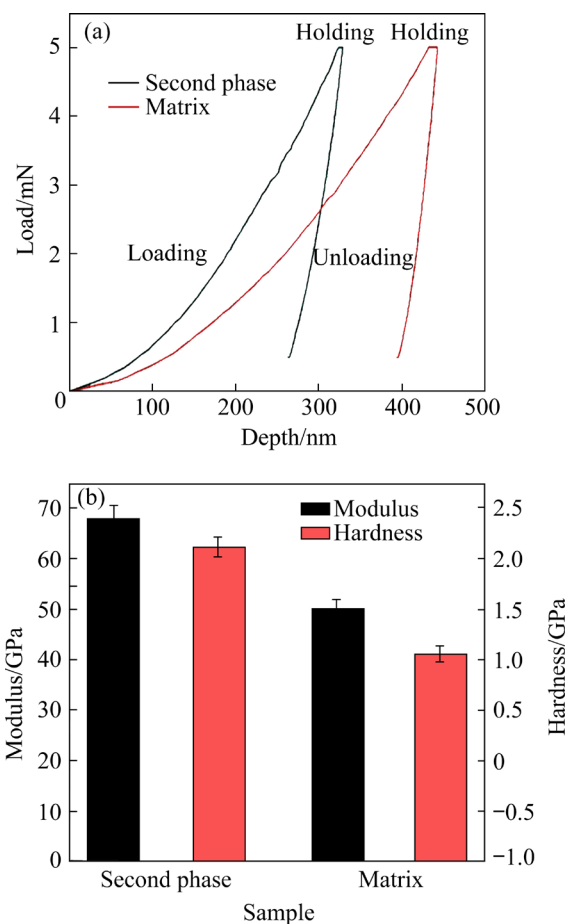 (a)
Holding Holding
5
Second phase
Matrix
4
3
Load/mN
Loading
Unloading
2
1
0
100 200 300 400 500
Depth/nm
(b)
Modulus
Hardness
70
60
50
40
30
20
10
0
Modulus/GPa
2.5
2.0
1.5
1.0
0.5
0
−0.5
−1.0
Hardness/GPa
Second phase Matrix
Sample